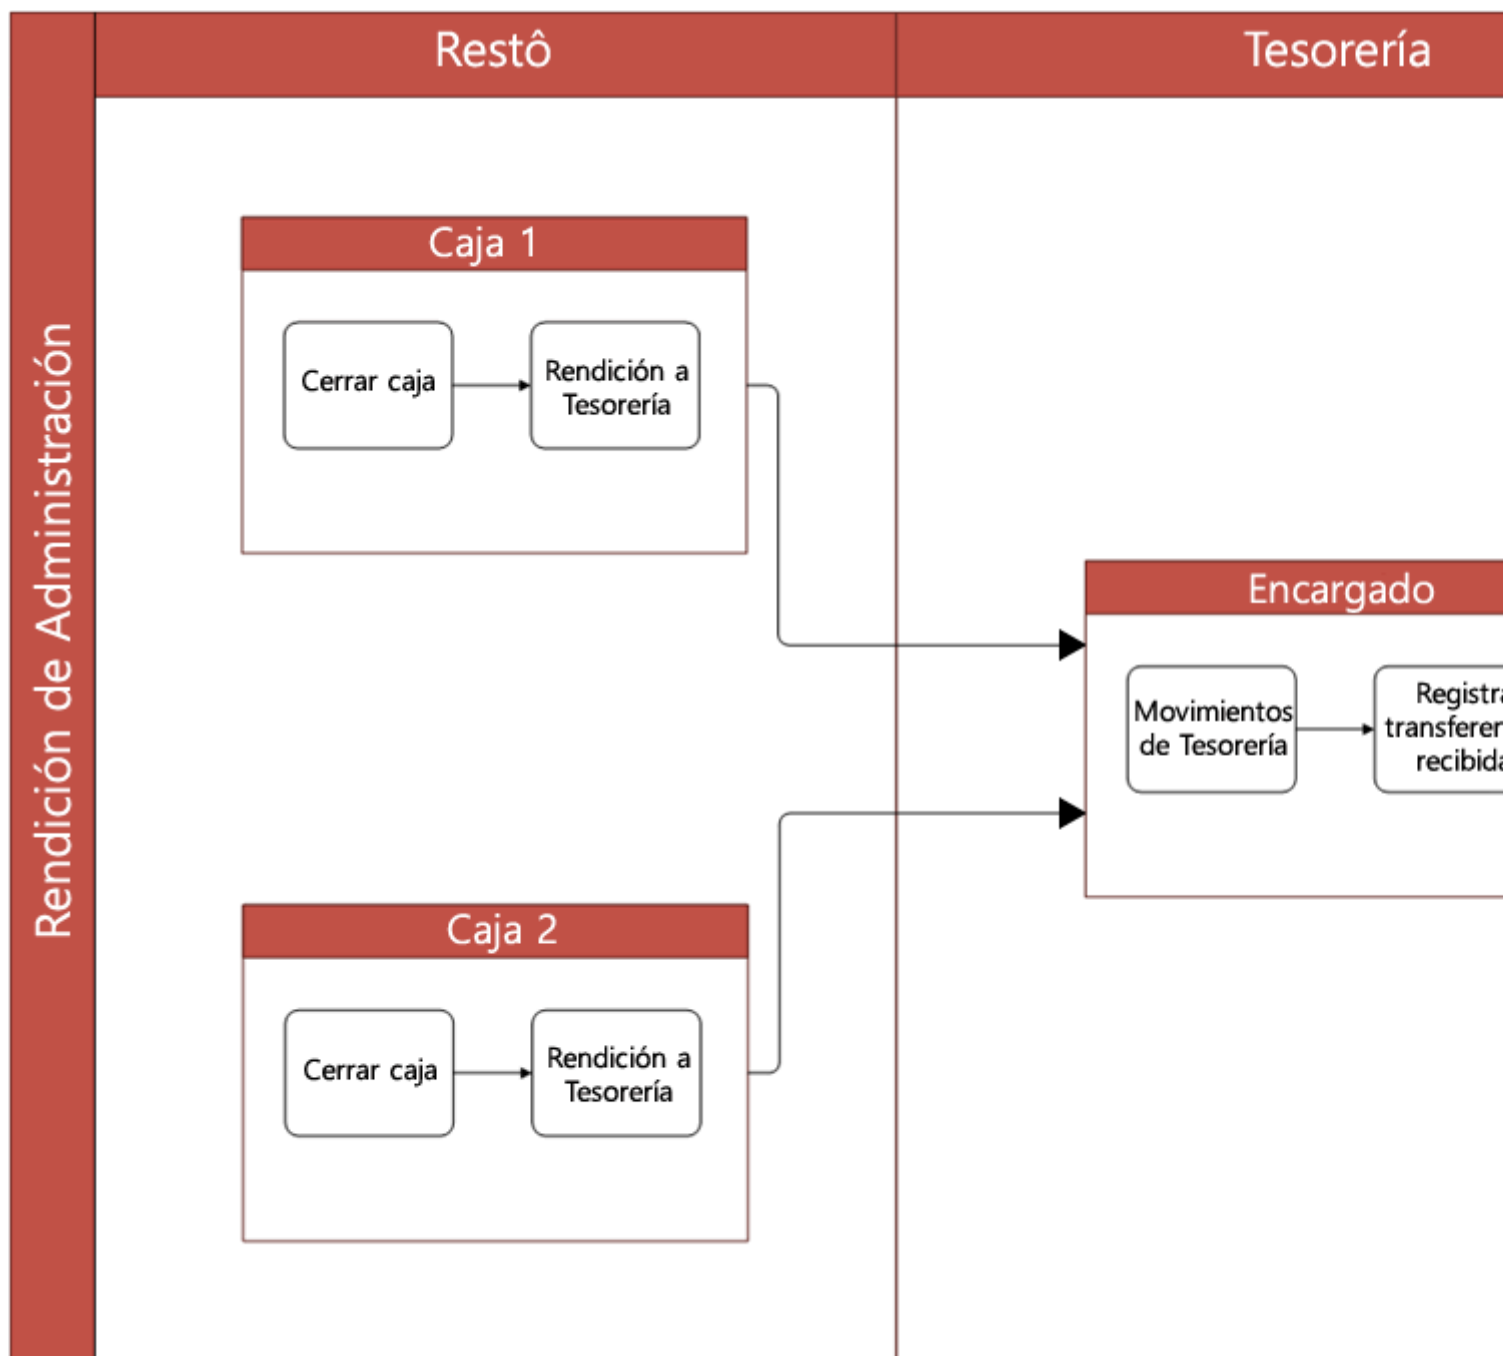 Rendición de Administración
Restô
Tesorería
Caja 1
Cerrar caja
Rendición a
Tesorería
Encargado
Movimientos
de Tesorería
Caja 2
Cerrar caja
Rendición a
Tesorería